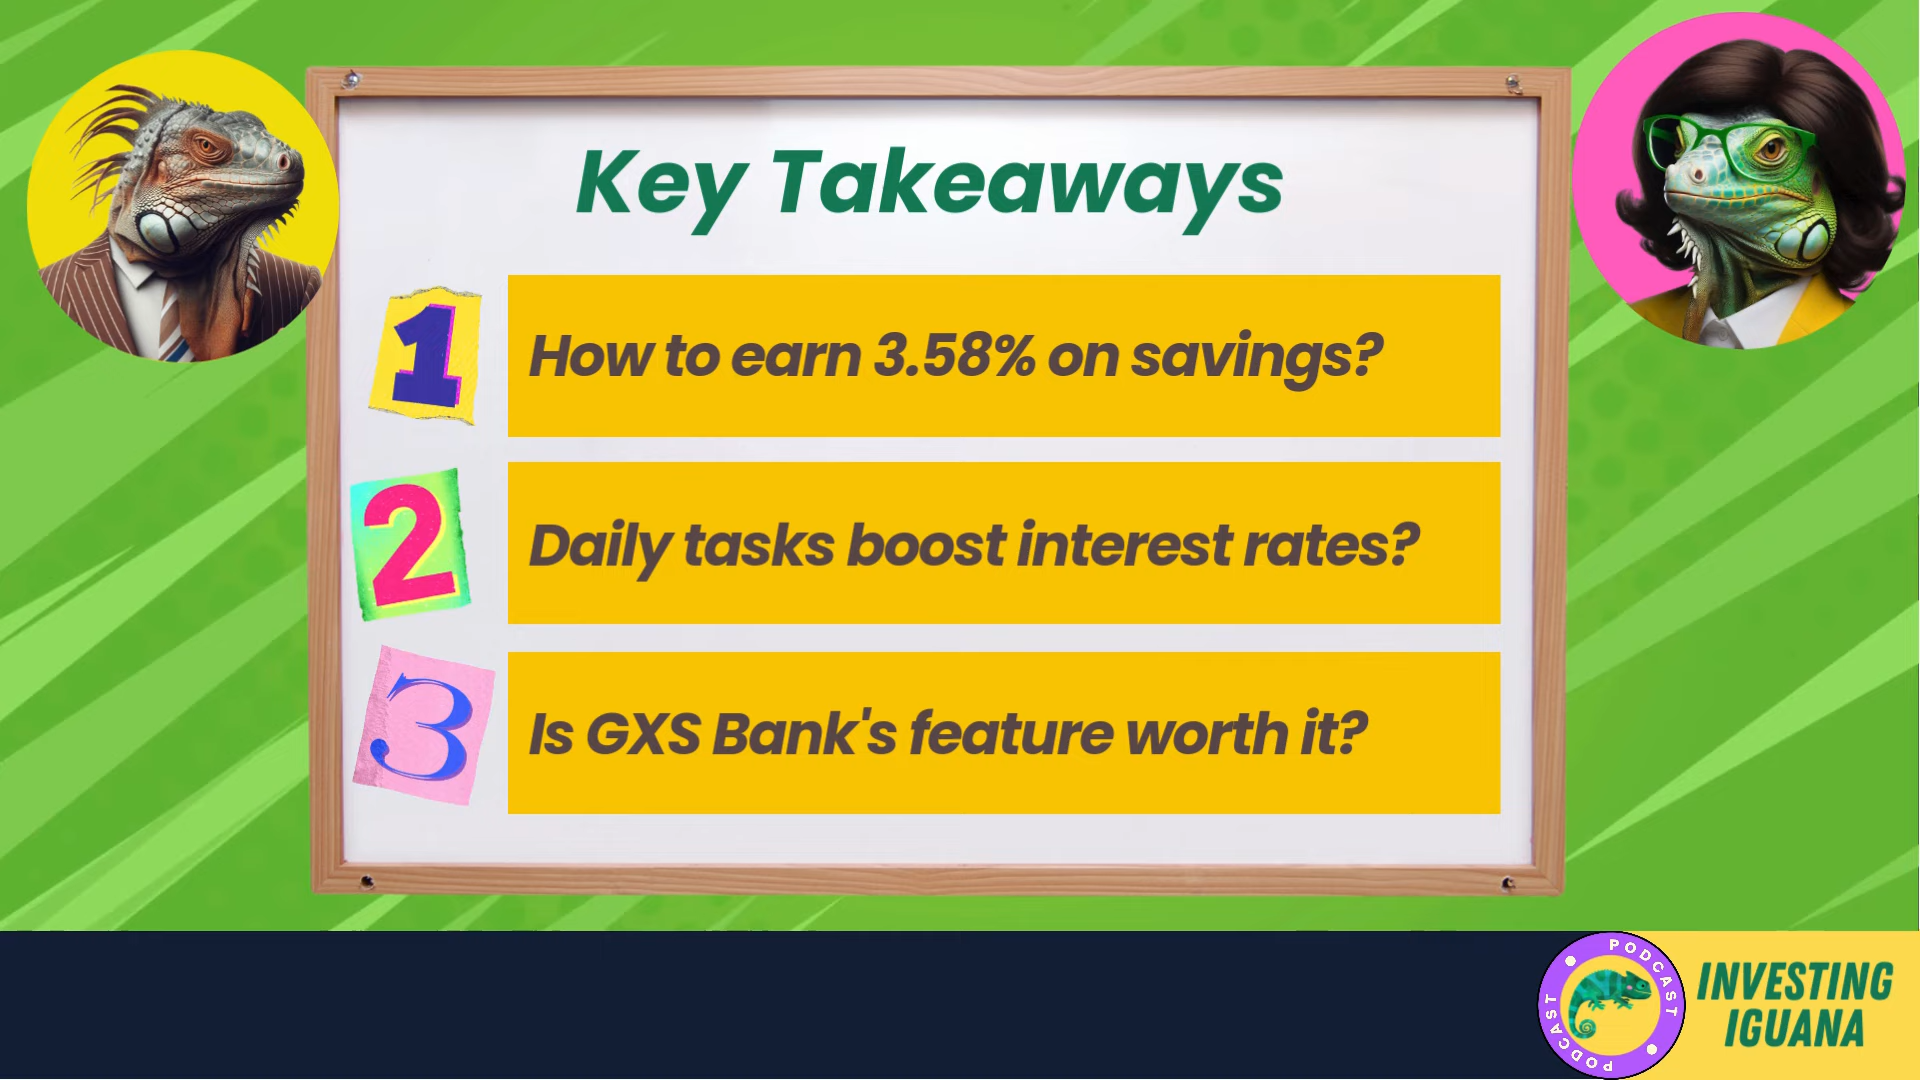 Key Takeaways
1
How to earn 3.58% on savings?
2
Daily tasks boost interest rates?
3
Is GXS Bank's feature worth it?
PODCAST
PODCAST
INVESTING
IGUANA